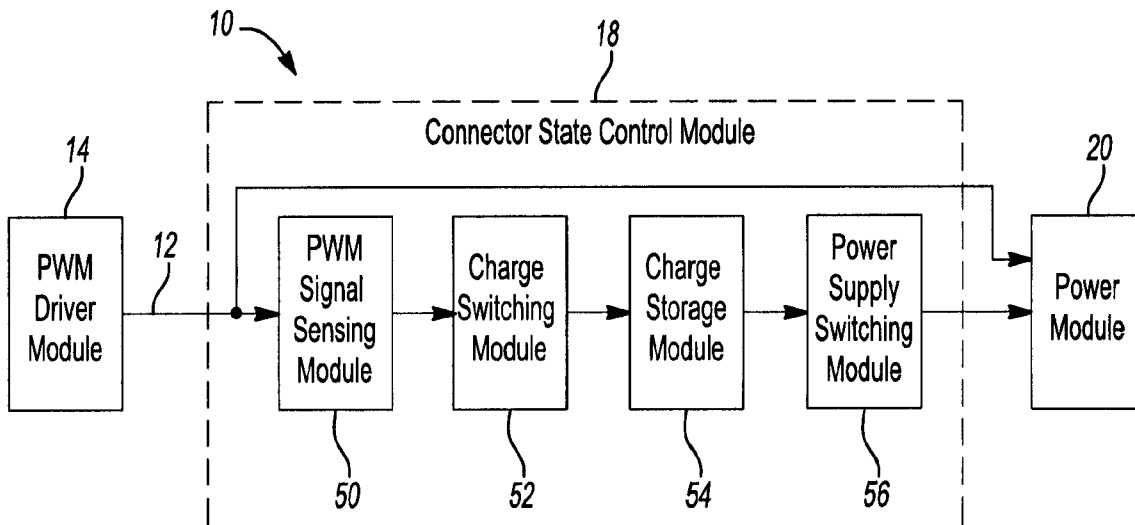 10
18
Connector State Control Module
14
20
12
PWM
Driver
Module
PWM
Signal
Sensing
Module
Charge
Switching
Module
Charge
Storage
Module
Power
Supply
Switching
Module
Power
Module
50
52
54
56